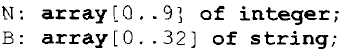 N: array[0..9} of integer;
B: array[0..32] of string;